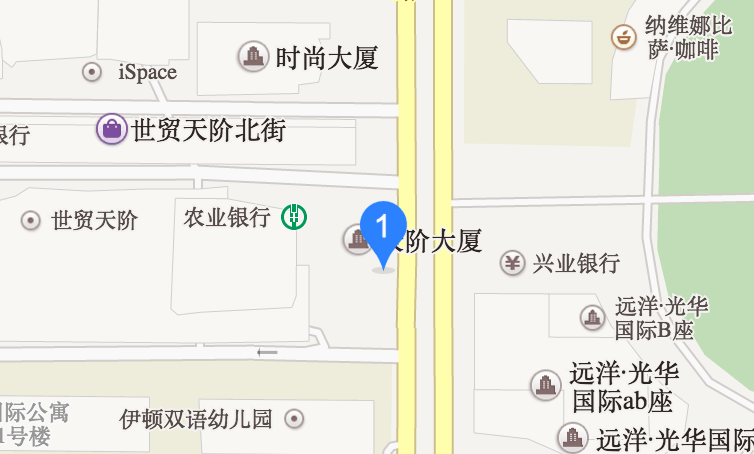 纳维娜比
萨·咖啡
时尚大厦
iSpace
世贸天阶北街
银行
世贸天阶
农业银行
1
天阶大厦
兴业银行
远洋·光华
国际B座
远洋·光华
国际ab座
国际公寓
1号楼
伊顿双语幼儿园
远洋·光华国际